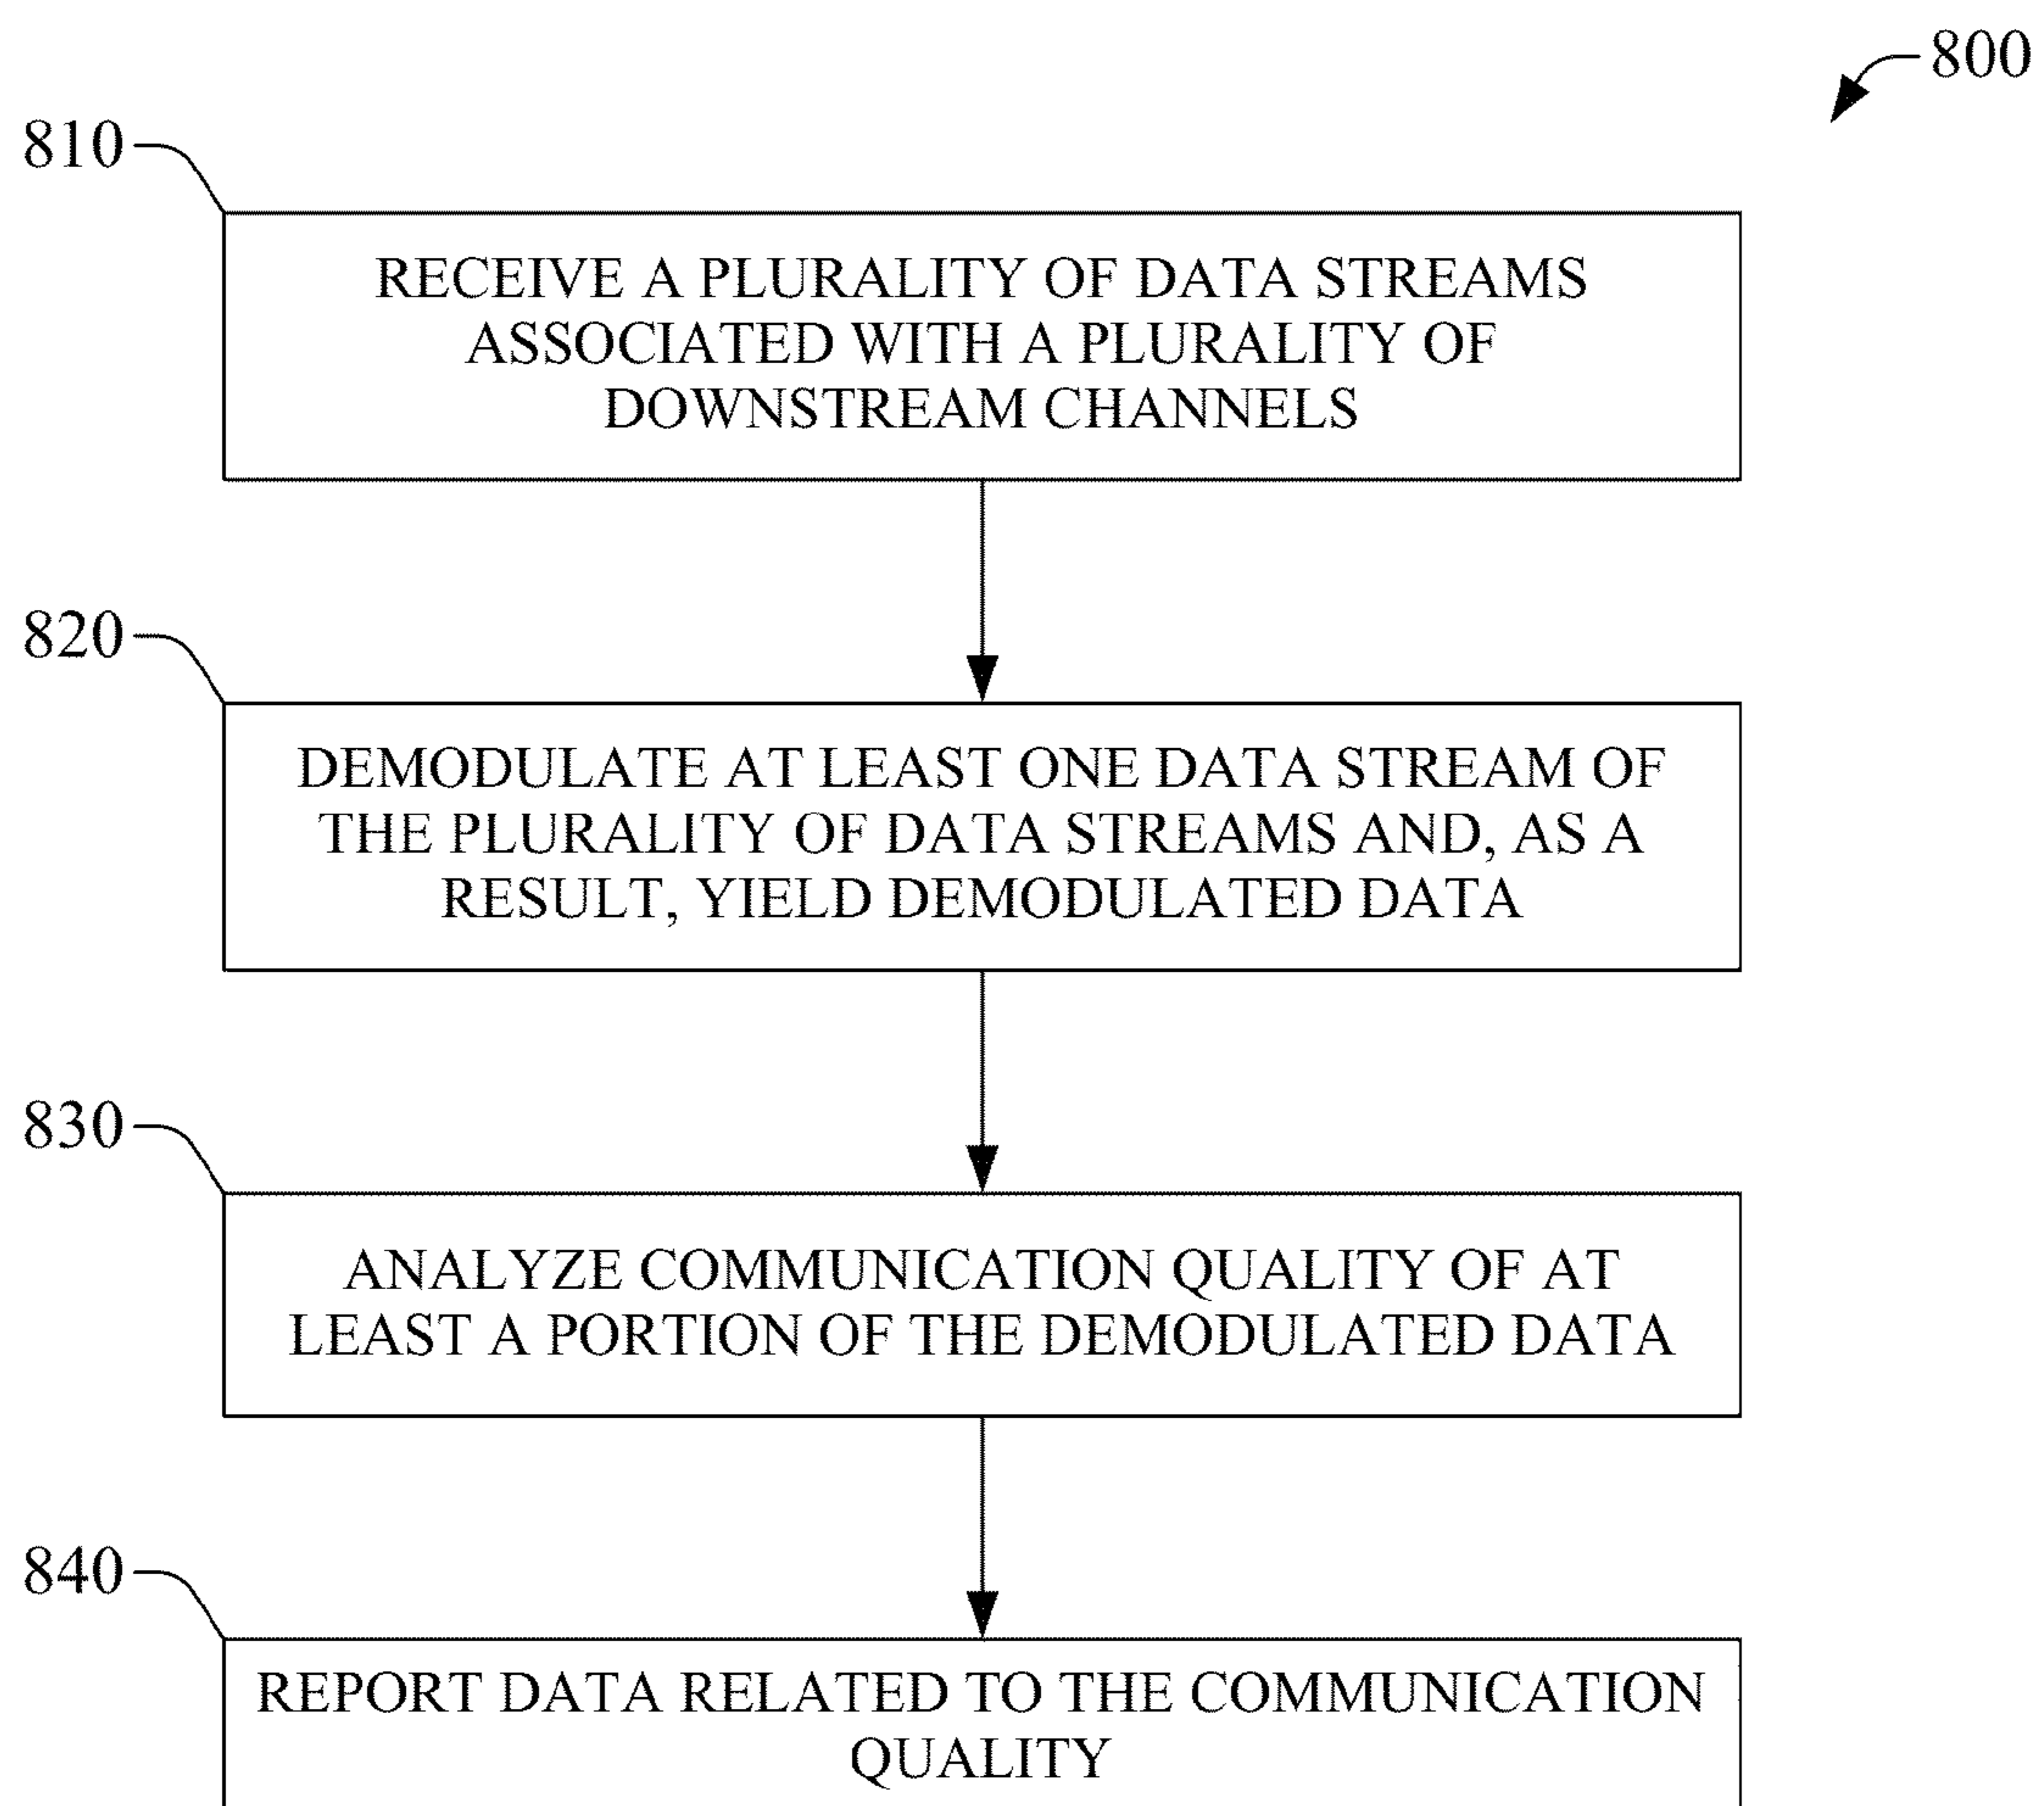 800
810
RECEIVE A PLURALITY OF DATA STREAMS
ASSOCIATED WITH A PLURALITY OF
DOWNSTREAM CHANNELS
820
DEMODULATE AT LEAST ONE DATA STREAM OF
THE PLURALITY OF DATA STREAMS AND, AS A
RESULT, YIELD DEMODULATED DATA
830
ANALYZE COMMUNICATION QUALITY OF AT
LEAST A PORTION OF THE DEMODULATED DATA
840
REPORT DATA RELATED TO THE COMMUNICATION
QUALITY